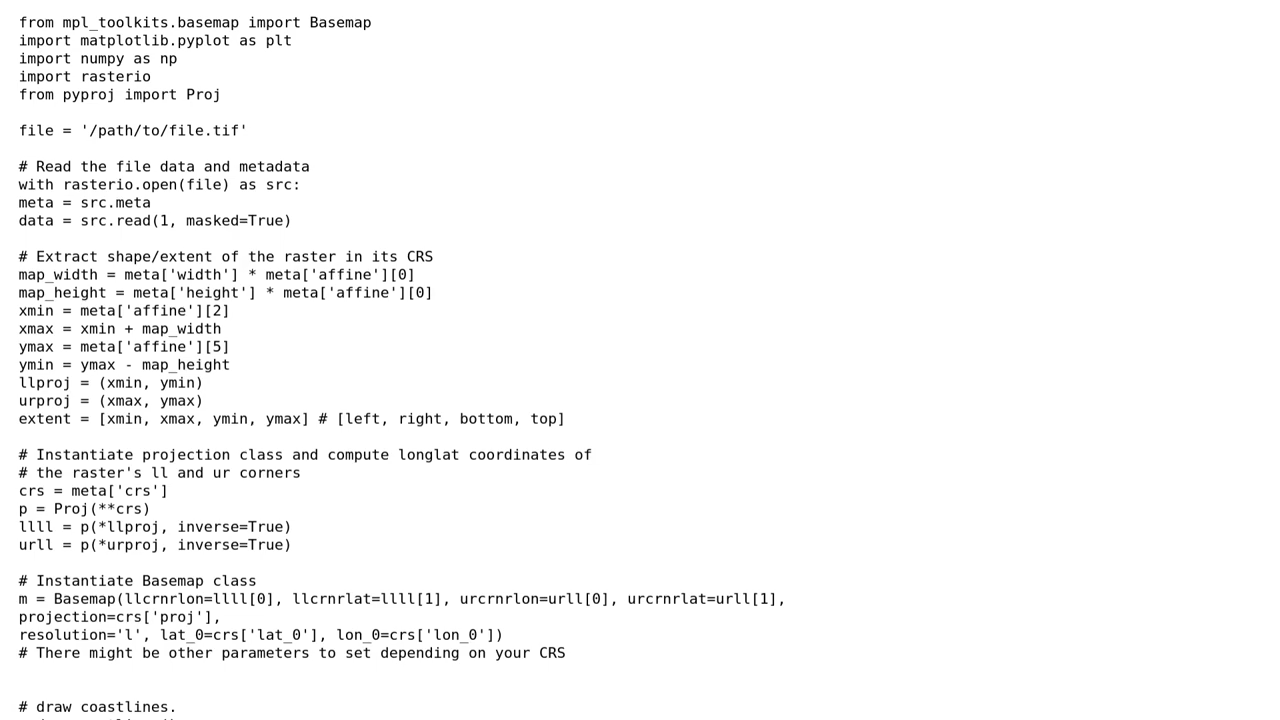 from mpl_toolkits.basemap import Basemap
import matplotlib.pyplot as plt
import numpy as np
import rasterio
from pyproj import Proj
file = '/path/to/file.tif'
# Read the file data and metadata
with rasterio.open(file) as src:
meta = src.meta
data = src.read(1, masked=True)
# Extract shape/extent of the raster in its CRS
map_width = meta['width'] * meta['affine'][0]
map_height = meta['height'] * meta['affine'][0]
xmin = meta['affine'][2]
xmax = xmin + map_width
ymax = meta['affine'][5]
ymin = ymax - map_height
llproj = (xmin, ymin)
urproj = (xmax, ymax)
extent = [xmin, xmax, ymin, ymax] # [left, right, bottom, top]
# Instantiate projection class and compute longlat coordinates of
# the raster's ll and ur corners
crs = meta['crs']
p = Proj(**crs)
llll = p(*llproj, inverse=True)
urll = p(*urproj, inverse=True)
# Instantiate Basemap class
m = Basemap(llcrnrlon=llll[0], llcrnrlat=llll[1], urcrnrlon=urll[0], urcrnrlat=urll[1],
projection=crs['proj'],
resolution='l', lat_0=crs['lat_0'], lon_0=crs['lon_0'])
# There might be other parameters to set depending on your CRS
# draw coastlines.